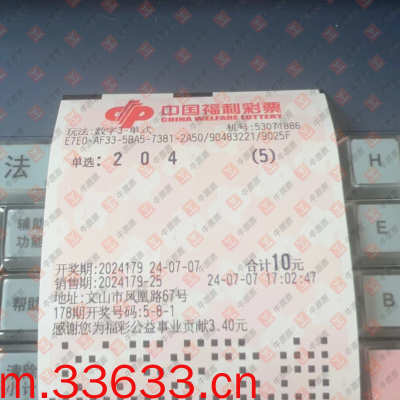 中国福利彩票
CHINA WELFARE LOTTERY
玩法:数字3-单式 机号:53071886
E7E0-AF33-5BA5-7381-2A50/90483221/9025F
单选: 2 0 4 (5)
开奖期:2024179 24-07-07 合计10元
销售期:2024179-25 24-07-07 17:02:47
地址:文山市凤凰路67号
178期开奖号码:5-8-1
感谢您为福彩公益事业贡献3.40元
法
辅助
功能
帮助
H
N
m.33633.cn